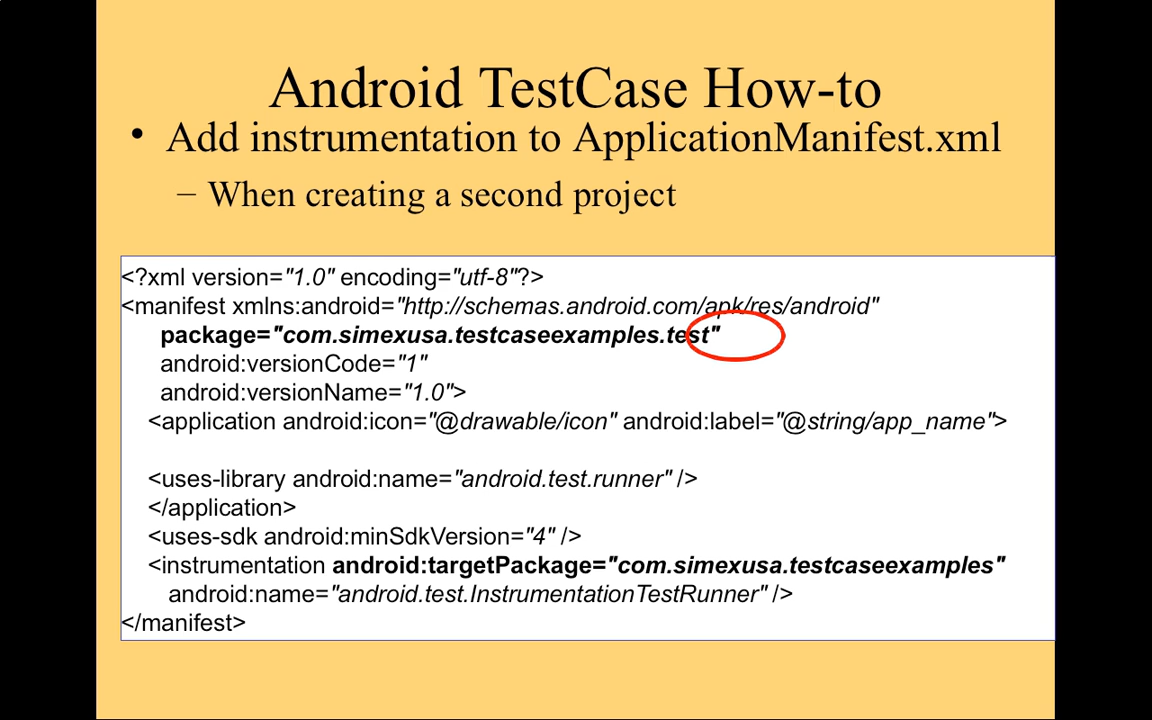 Android TestCase How-to
• Add instrumentation to ApplicationManifest.xml
– When creating a second project
<?xml version="1.0" encoding="utf-8"?>
<manifest xmlns:android="http://schemas.android.com/apk/res/android"
package="com.simexusa.testcaseexamples.test"
android:versionCode="1"
android:versionName="1.0">
<application android:icon="@drawable/icon" android:label="@string/app_name">
<uses-library android:name="android.test.runner" />
</application>
<uses-sdk android:minSdkVersion="4" />
<instrumentation android:targetPackage="com.simexusa.testcaseexamples"
android:name="android.test.InstrumentationTestRunner" />
</manifest>